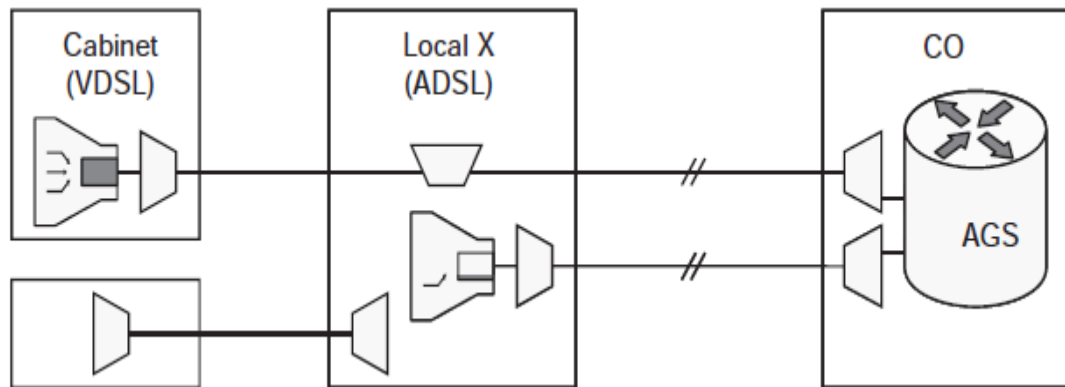 Cabinet
(VDSL)
Local X
(ADSL)
CO
AGS